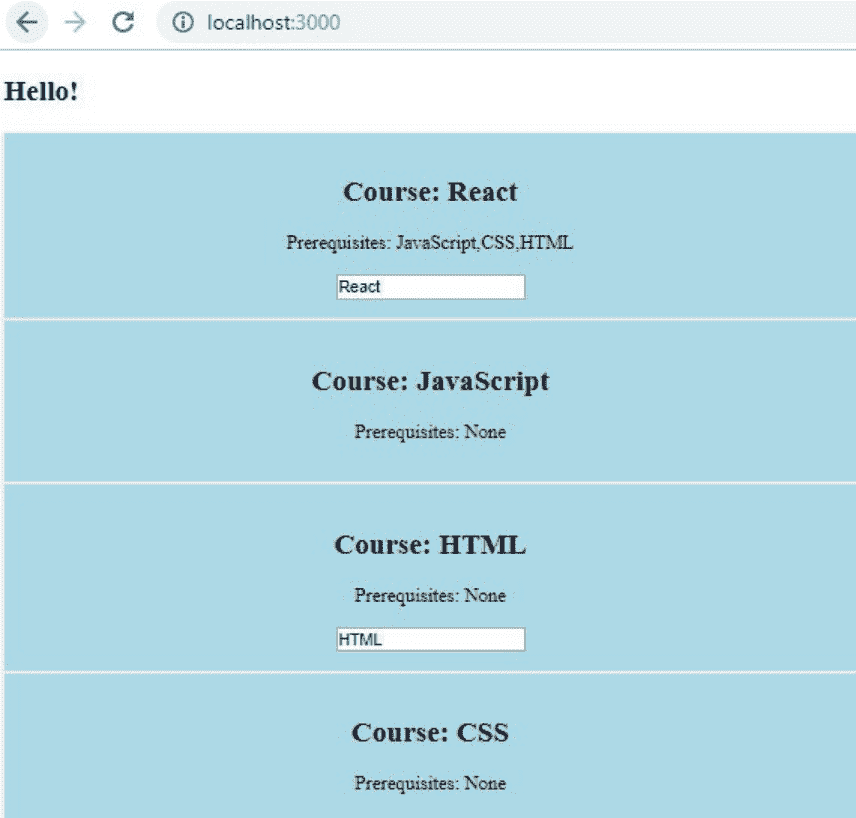 localhost:3000
Hello!
Course: React
Prerequisites: JavaScript,CSS,HTML
React
Course: JavaScript
Prerequisites: None
Course: HTML
Prerequisites: None
HTML
Course: CSS
Prerequisites: None